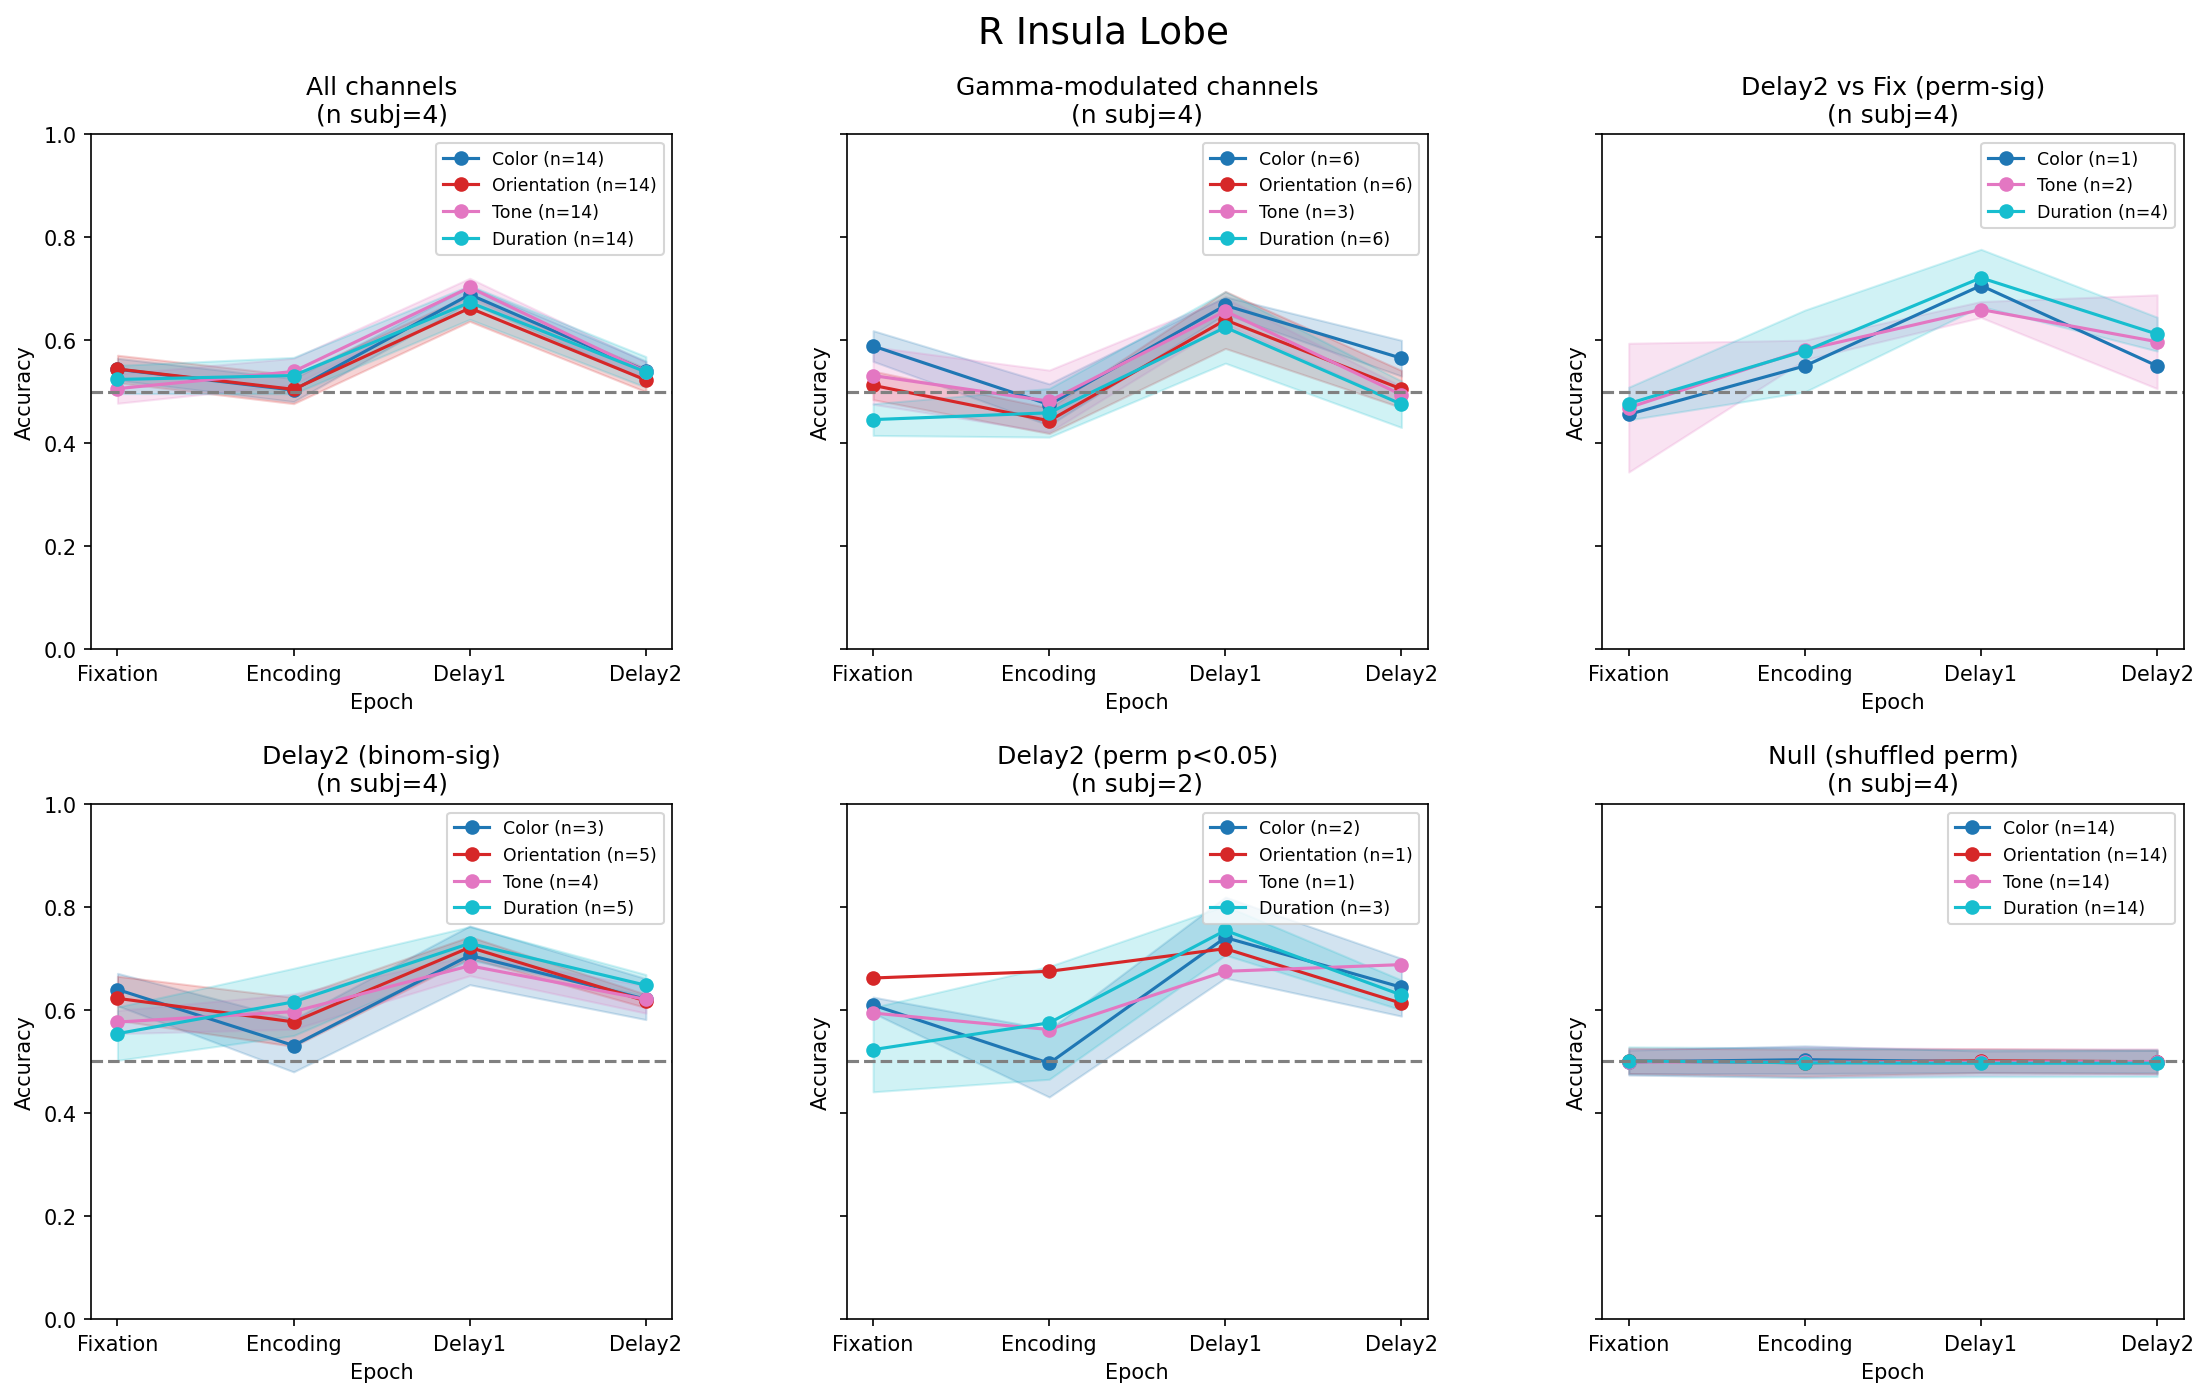 R Insula Lobe
All channels
(n subj=4)
Color (n=14)
Orientation (n=14)
Tone (n=14)
Duration (n=14)
1.0
0.8
0.6
0.4
0.2
0.0
Accuracy
Fixation Encoding Delay1 Delay2
Epoch
Gamma-modulated channels
(n subj=4)
Color (n=6)
Orientation (n=6)
Tone (n=3)
Duration (n=6)
Accuracy
Fixation Encoding Delay1 Delay2
Epoch
Delay2 vs Fix (perm-sig)
(n subj=4)
Color (n=1)
Tone (n=2)
Duration (n=4)
Accuracy
Fixation Encoding Delay1 Delay2
Epoch
Delay2 (binom-sig)
(n subj=4)
Color (n=3)
Orientation (n=5)
Tone (n=4)
Duration (n=5)
1.0
0.8
0.6
0.4
0.2
0.0
Accuracy
Fixation Encoding Delay1 Delay2
Epoch
Delay2 (perm p<0.05)
(n subj=2)
Color (n=2)
Orientation (n=1)
Tone (n=1)
Duration (n=3)
Accuracy
Fixation Encoding Delay1 Delay2
Epoch
Null (shuffled perm)
(n subj=4)
Color (n=14)
Orientation (n=14)
Tone (n=14)
Duration (n=14)
Accuracy
Fixation Encoding Delay1 Delay2
Epoch